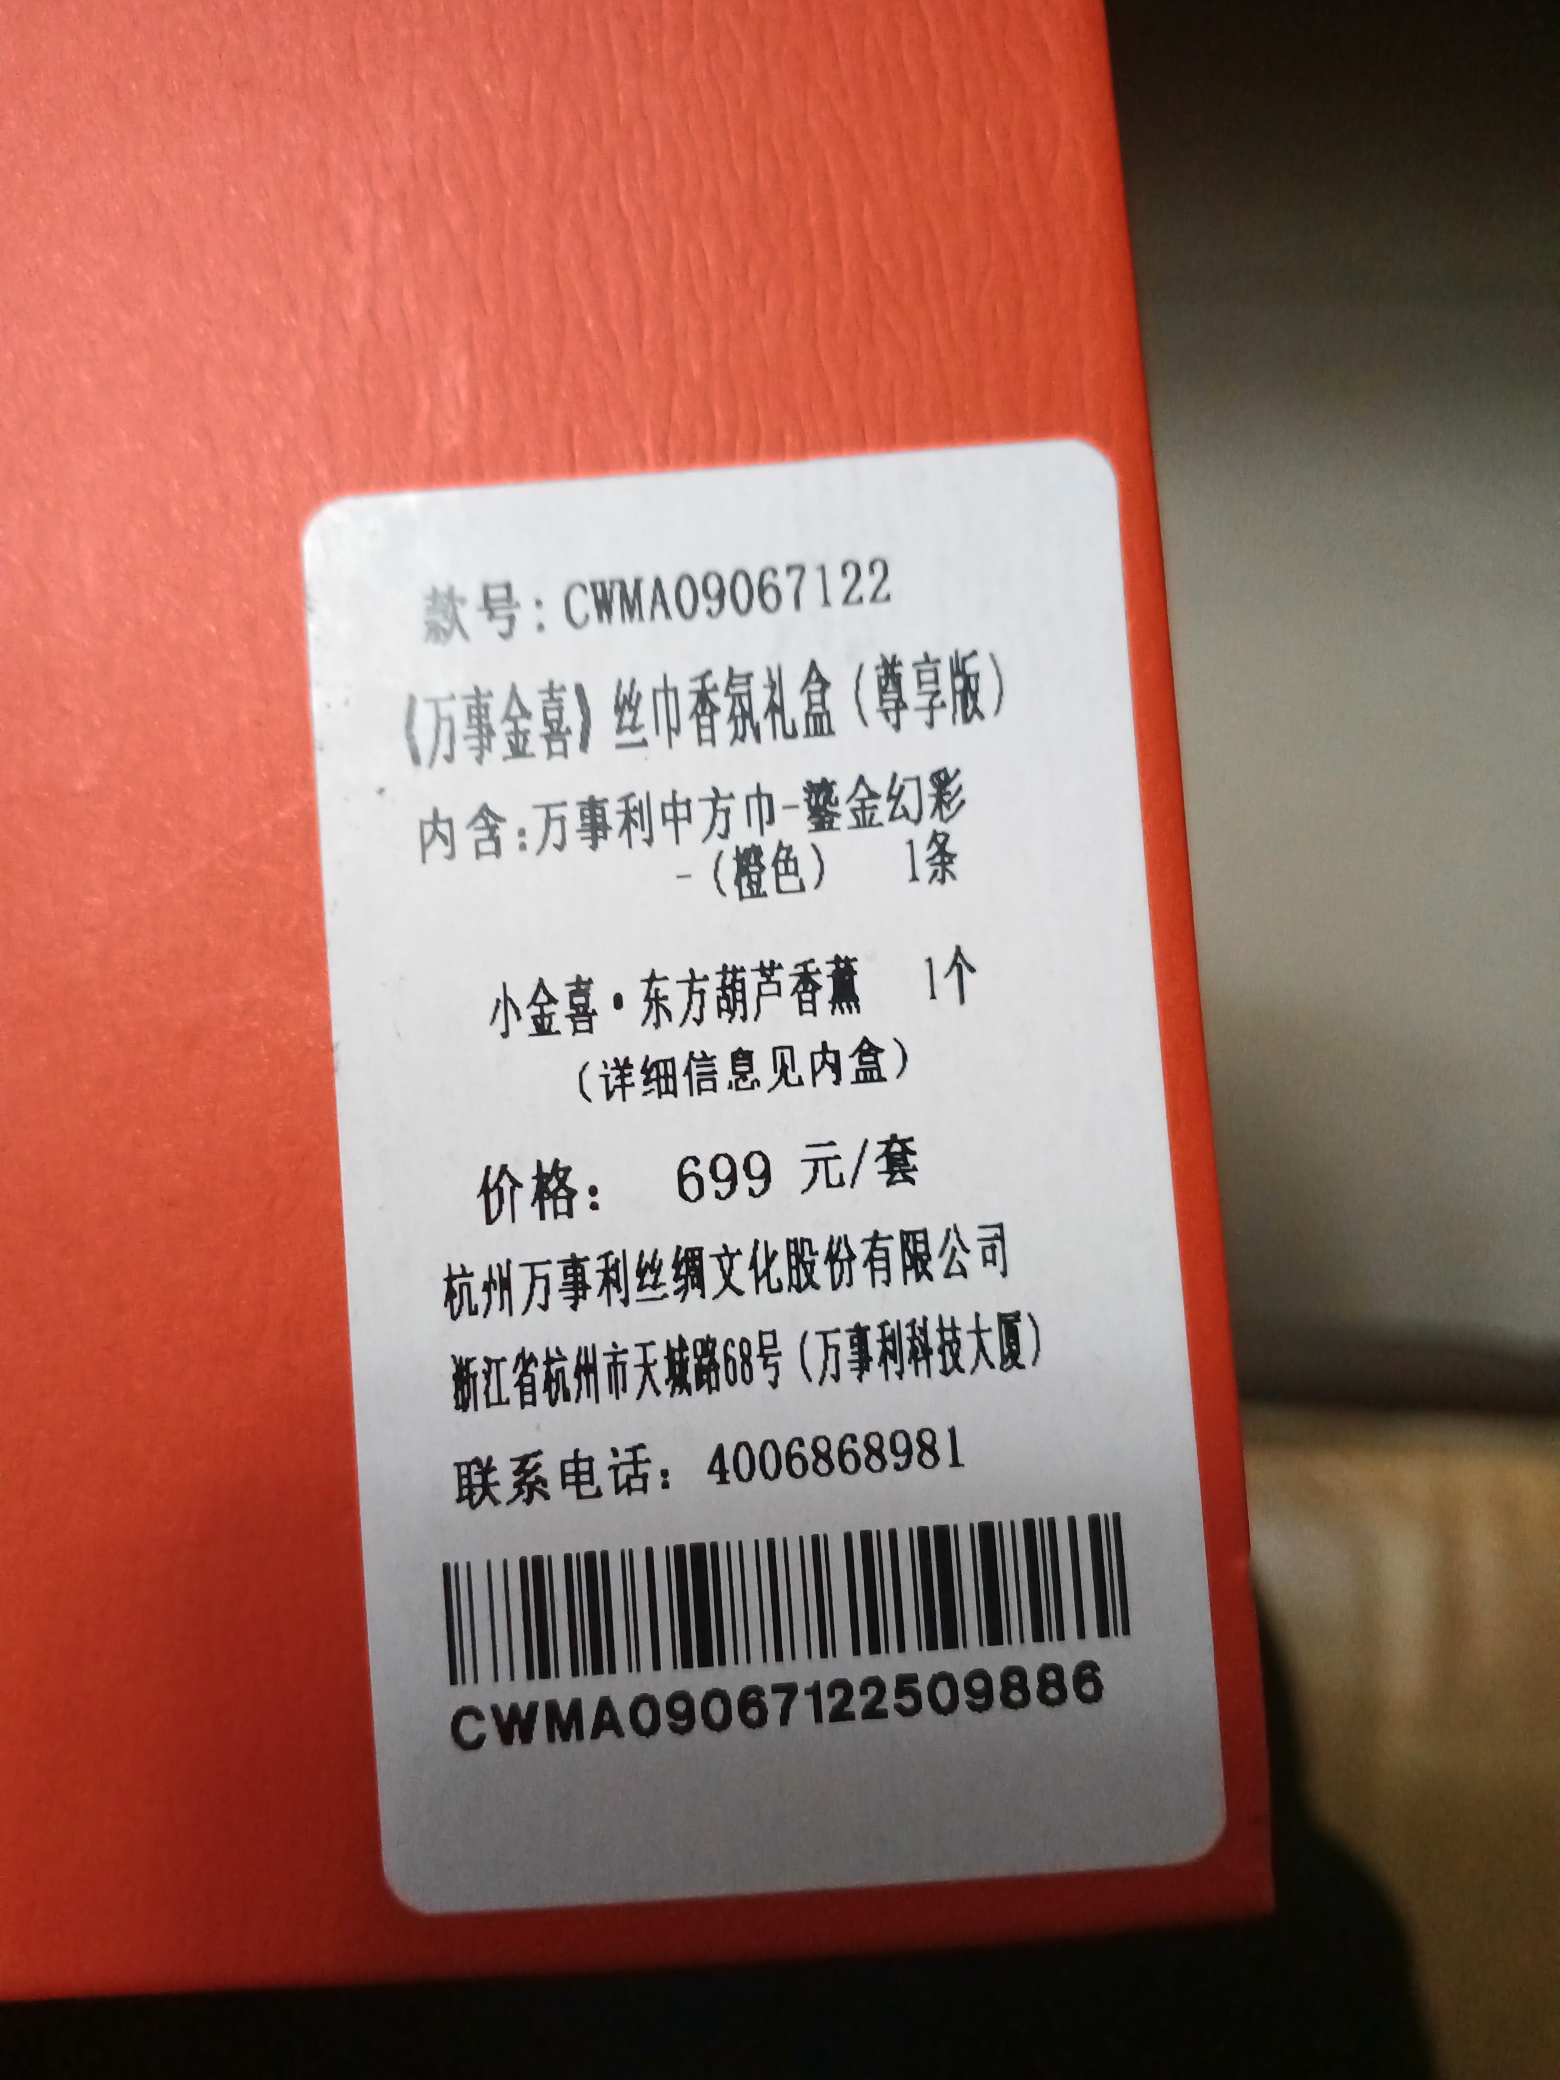 款号：CWMA09067122
《万事金喜》丝巾香氛礼盒（尊享版）
内含：万事利中方巾-鎏金幻彩
-（橙色） 1条
小金喜·东方葫芦香薰 1个
（详细信息见内盒）
价格： 699 元/套
杭州万事利丝绸文化股份有限公司
浙江省杭州市天城路68号（万事利科技大厦）
联系电话：4006868981
CWMA09067122509886